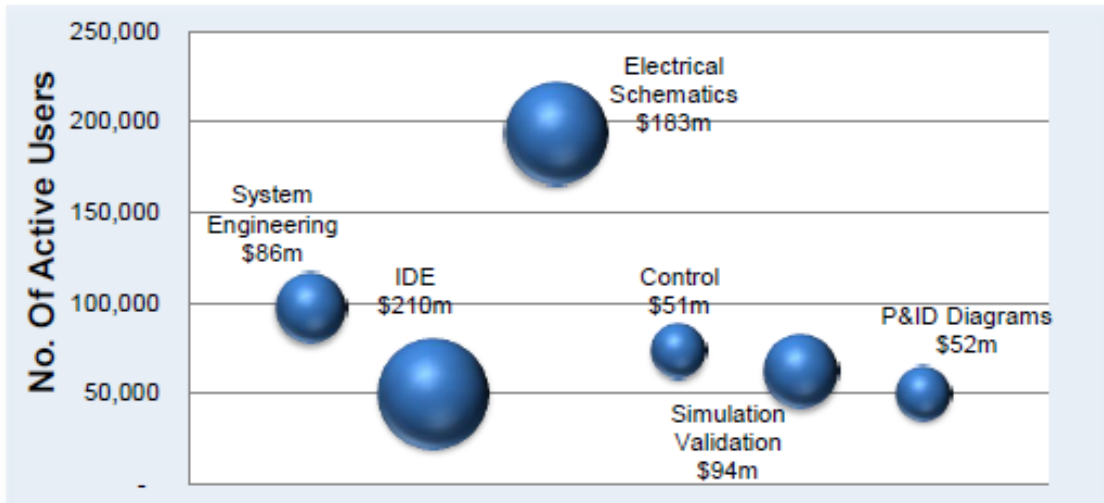 No. Of Active Users
250,000
200,000
150,000
100,000
50,000
-
Electrical
Schematics
$183m
System
Engineering
$86m
IDE
$210m
Control
$51m
P&ID Diagrams
$52m
Simulation
Validation
$94m